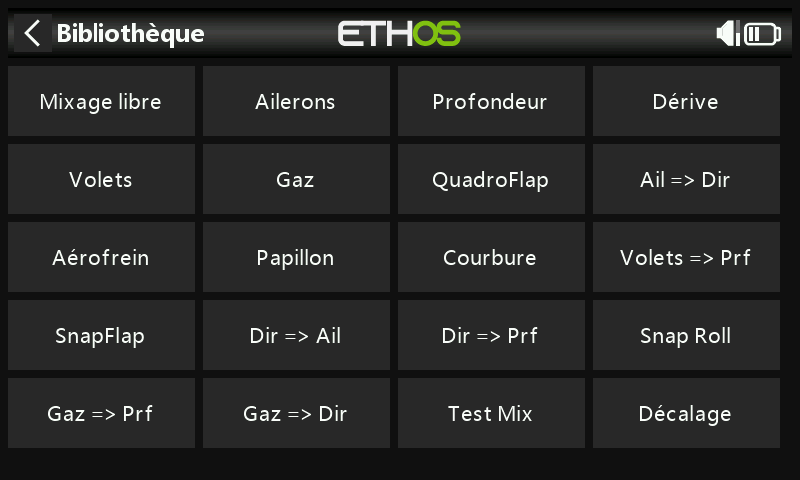 Bibliothèque
ETHOS
Mixage libre
Ailerons
Profondeur
Dérive
Volets
Gaz
QuadroFlap
Ail => Dir
Aérofrein
Papillon
Courbure
Volets => Prf
SnapFlap
Dir => Ail
Dir => Prf
Snap Roll
Gaz => Prf
Gaz => Dir
Test Mix
Décalage